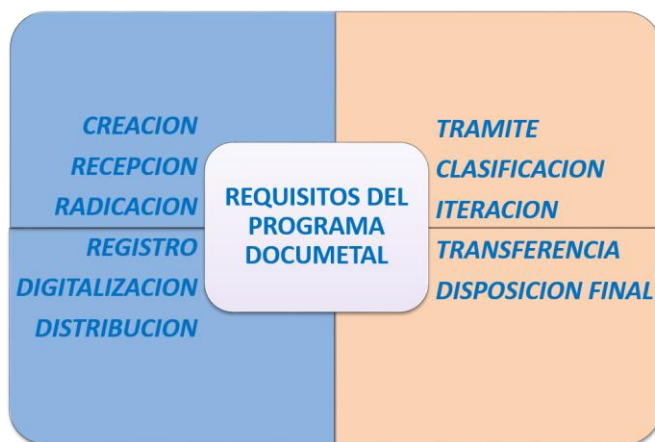 CREACION
RECEPCION
RADICACION
REGISTRO
DIGITALIZACION
DISTRIBUCION
REQUISITOS DEL
PROGRAMA
DOCUMETAL
TRAMITE
CLASIFICACION
ITERACION
TRANSFERENCIA
DISPOSICION FINAL